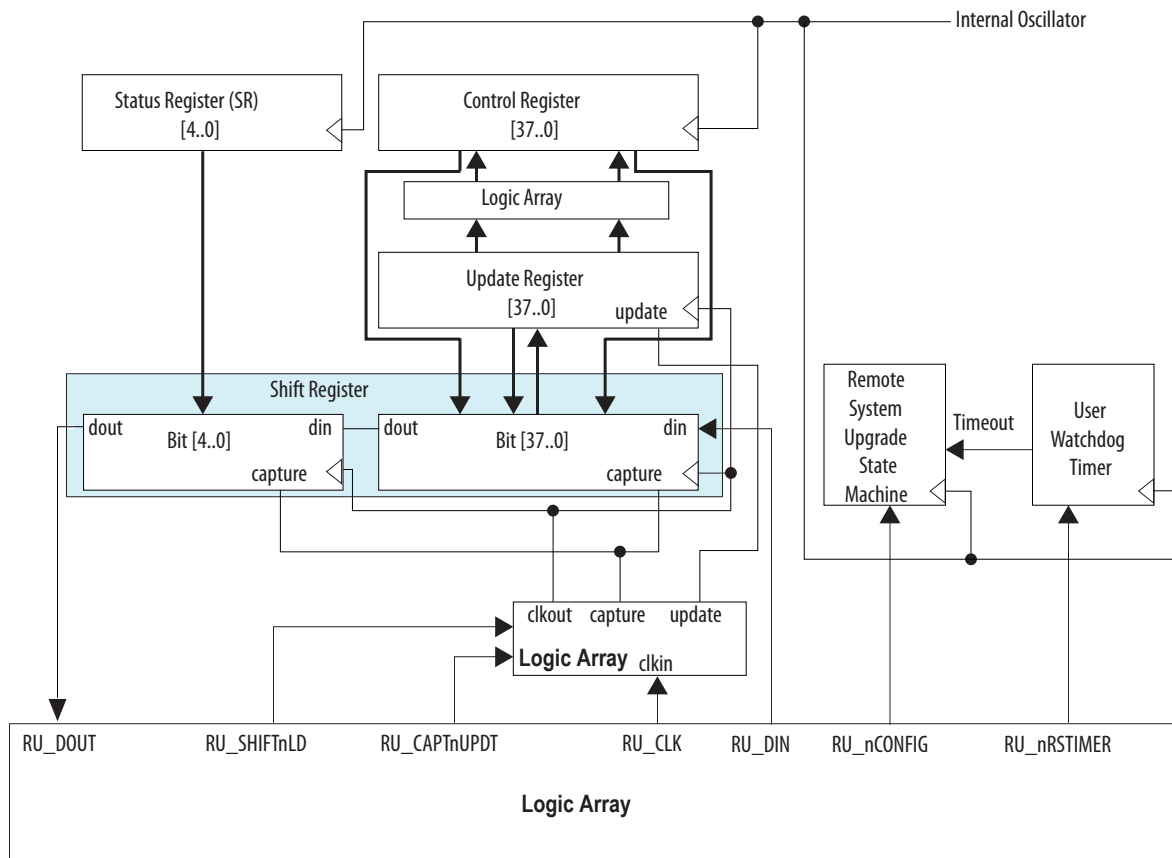 Internal Oscillator
Status Register (SR)
[4..0]
Control Register
[37..0]
Logic Array
Update Register
[37..0]
update
Shift Register
dout
Bit [4..0]
din
capture
dout
Bit [37..0]
din
capture
Remote
System
Upgrade
State
Machine
Timeout
User
Watchdog
Timer
clkout capture update
Logic Array clkin
RU_DOUT RU_SHIFTnLD RU_CAPTnUPDT RU_CLK RU_DIN RU_nCONFIG RU_nRSTIMER
Logic Array